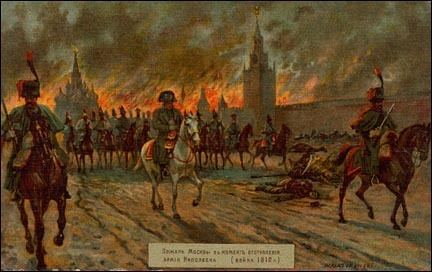 Пожаръ Москвы въ моментъ отступленія
арміи Наполеона (война 1812 г.)